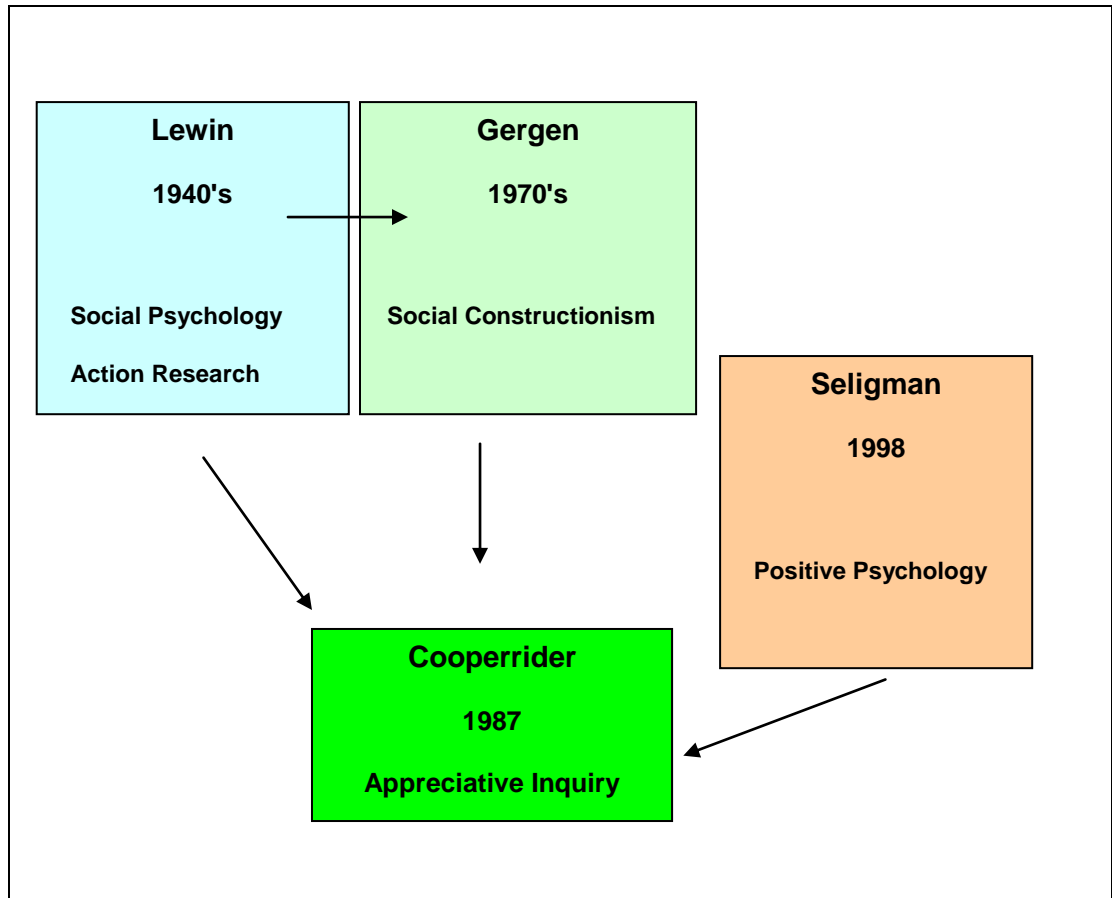 Lewin
1940's
Social Psychology
Action Research
Gergen
1970's
Social Constructionism
Seligman
1998
Positive Psychology
Cooperrider
1987
Appreciative Inquiry